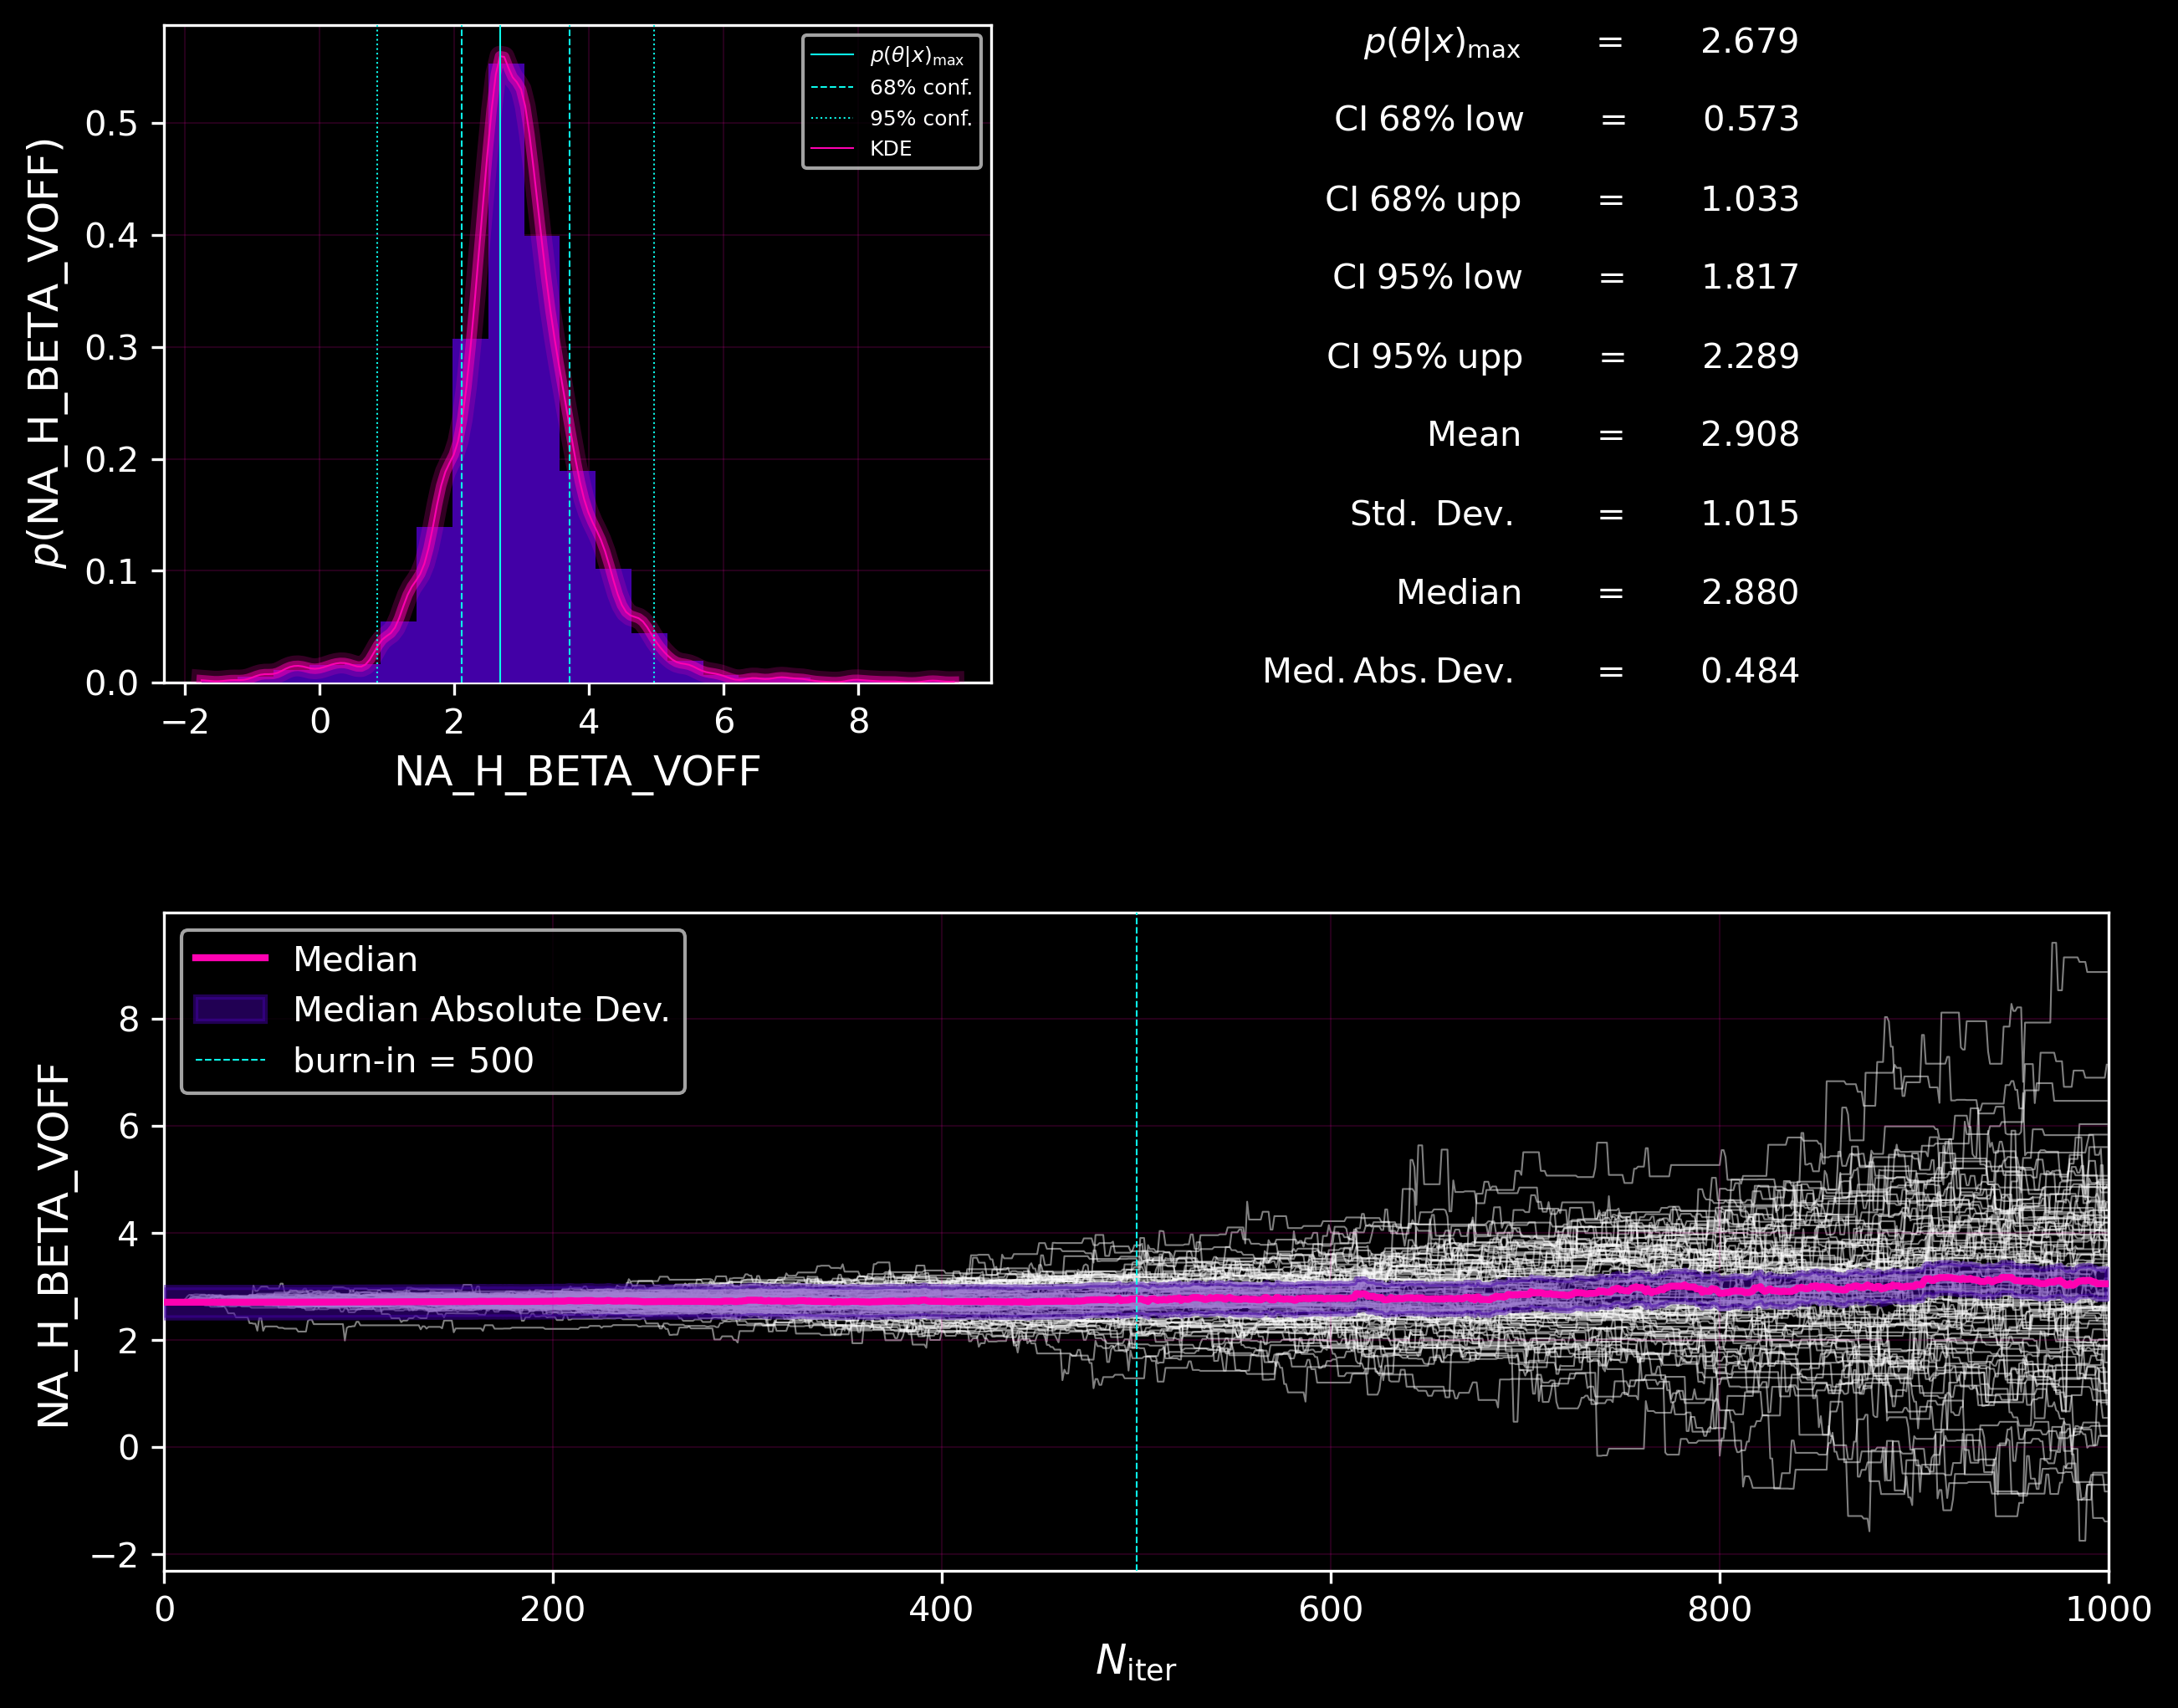 p(NA_H_BETA_VOFF)
0.5
0.4
0.3
0.2
0.1
0.0
−2 0 2 4 6 8
NA_H_BETA_VOFF
p(θ|x)max
68% conf.
95% conf.
KDE
p(θ|x)max = 2.679
CI 68% low = 0.573
CI 68% upp = 1.033
CI 95% low = 1.817
CI 95% upp = 2.289
Mean = 2.908
Std. Dev. = 1.015
Median = 2.880
Med. Abs. Dev. = 0.484
NA_H_BETA_VOFF
8
6
4
2
0
−2
Median
Median Absolute Dev.
burn-in = 500
0 200 400 600 800 1000
Niter